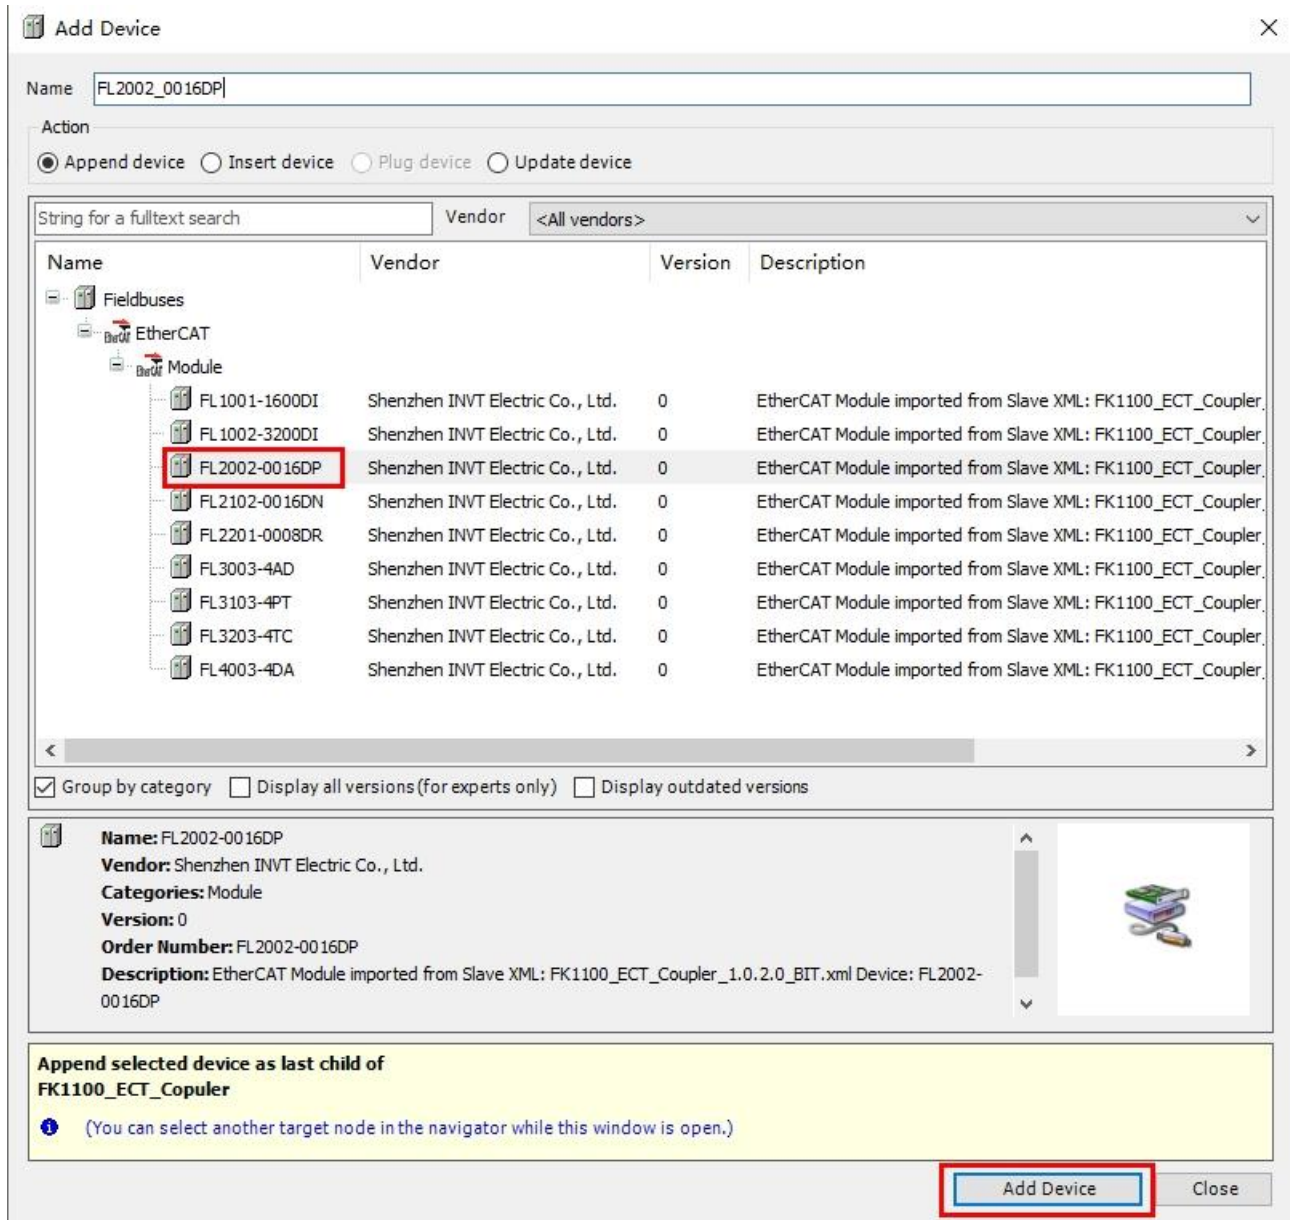 Add Device
Name FL2002_0016DP
Action
Append device Insert device Plug device Update device
String for a fulltext search Vendor <All vendors>
Name Vendor Version Description
Fieldbuses
EtherCAT EtherCAT
EtherCAT Module
FL1001-1600DI Shenzhen INVT Electric Co., Ltd. 0 EtherCAT Module imported from Slave XML: FK1100_ECT_Coupler_
FL1002-3200DI Shenzhen INVT Electric Co., Ltd. 0 EtherCAT Module imported from Slave XML: FK1100_ECT_Coupler_
FL2002-0016DP Shenzhen INVT Electric Co., Ltd. 0 EtherCAT Module imported from Slave XML: FK1100_ECT_Coupler_
FL2102-0016DN Shenzhen INVT Electric Co., Ltd. 0 EtherCAT Module imported from Slave XML: FK1100_ECT_Coupler_
FL2201-0008DR Shenzhen INVT Electric Co., Ltd. 0 EtherCAT Module imported from Slave XML: FK1100_ECT_Coupler_
FL3003-4AD Shenzhen INVT Electric Co., Ltd. 0 EtherCAT Module imported from Slave XML: FK1100_ECT_Coupler_
FL3103-4PT Shenzhen INVT Electric Co., Ltd. 0 EtherCAT Module imported from Slave XML: FK1100_ECT_Coupler_
FL3203-4TC Shenzhen INVT Electric Co., Ltd. 0 EtherCAT Module imported from Slave XML: FK1100_ECT_Coupler_
FL4003-4DA Shenzhen INVT Electric Co., Ltd. 0 EtherCAT Module imported from Slave XML: FK1100_ECT_Coupler_
Group by category Display all versions (for experts only) Display outdated versions
Name: FL2002-0016DP
Vendor: Shenzhen INVT Electric Co., Ltd.
Categories: Module
Version: 0
Order Number: FL2002-0016DP
Description: EtherCAT Module imported from Slave XML: FK1100_ECT_Coupler_1.0.2.0_BIT.xml Device: FL2002-
0016DP
Append selected device as last child of
FK1100_ECT_Copuler
(You can select another target node in the navigator while this window is open.)
Add Device Close